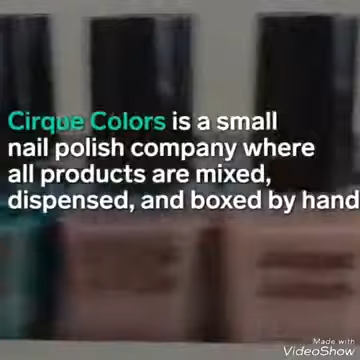 Cirque Colors is a small
nail polish company where
all products are mixed,
dispensed, and boxed by hand
Made with
VideoShow